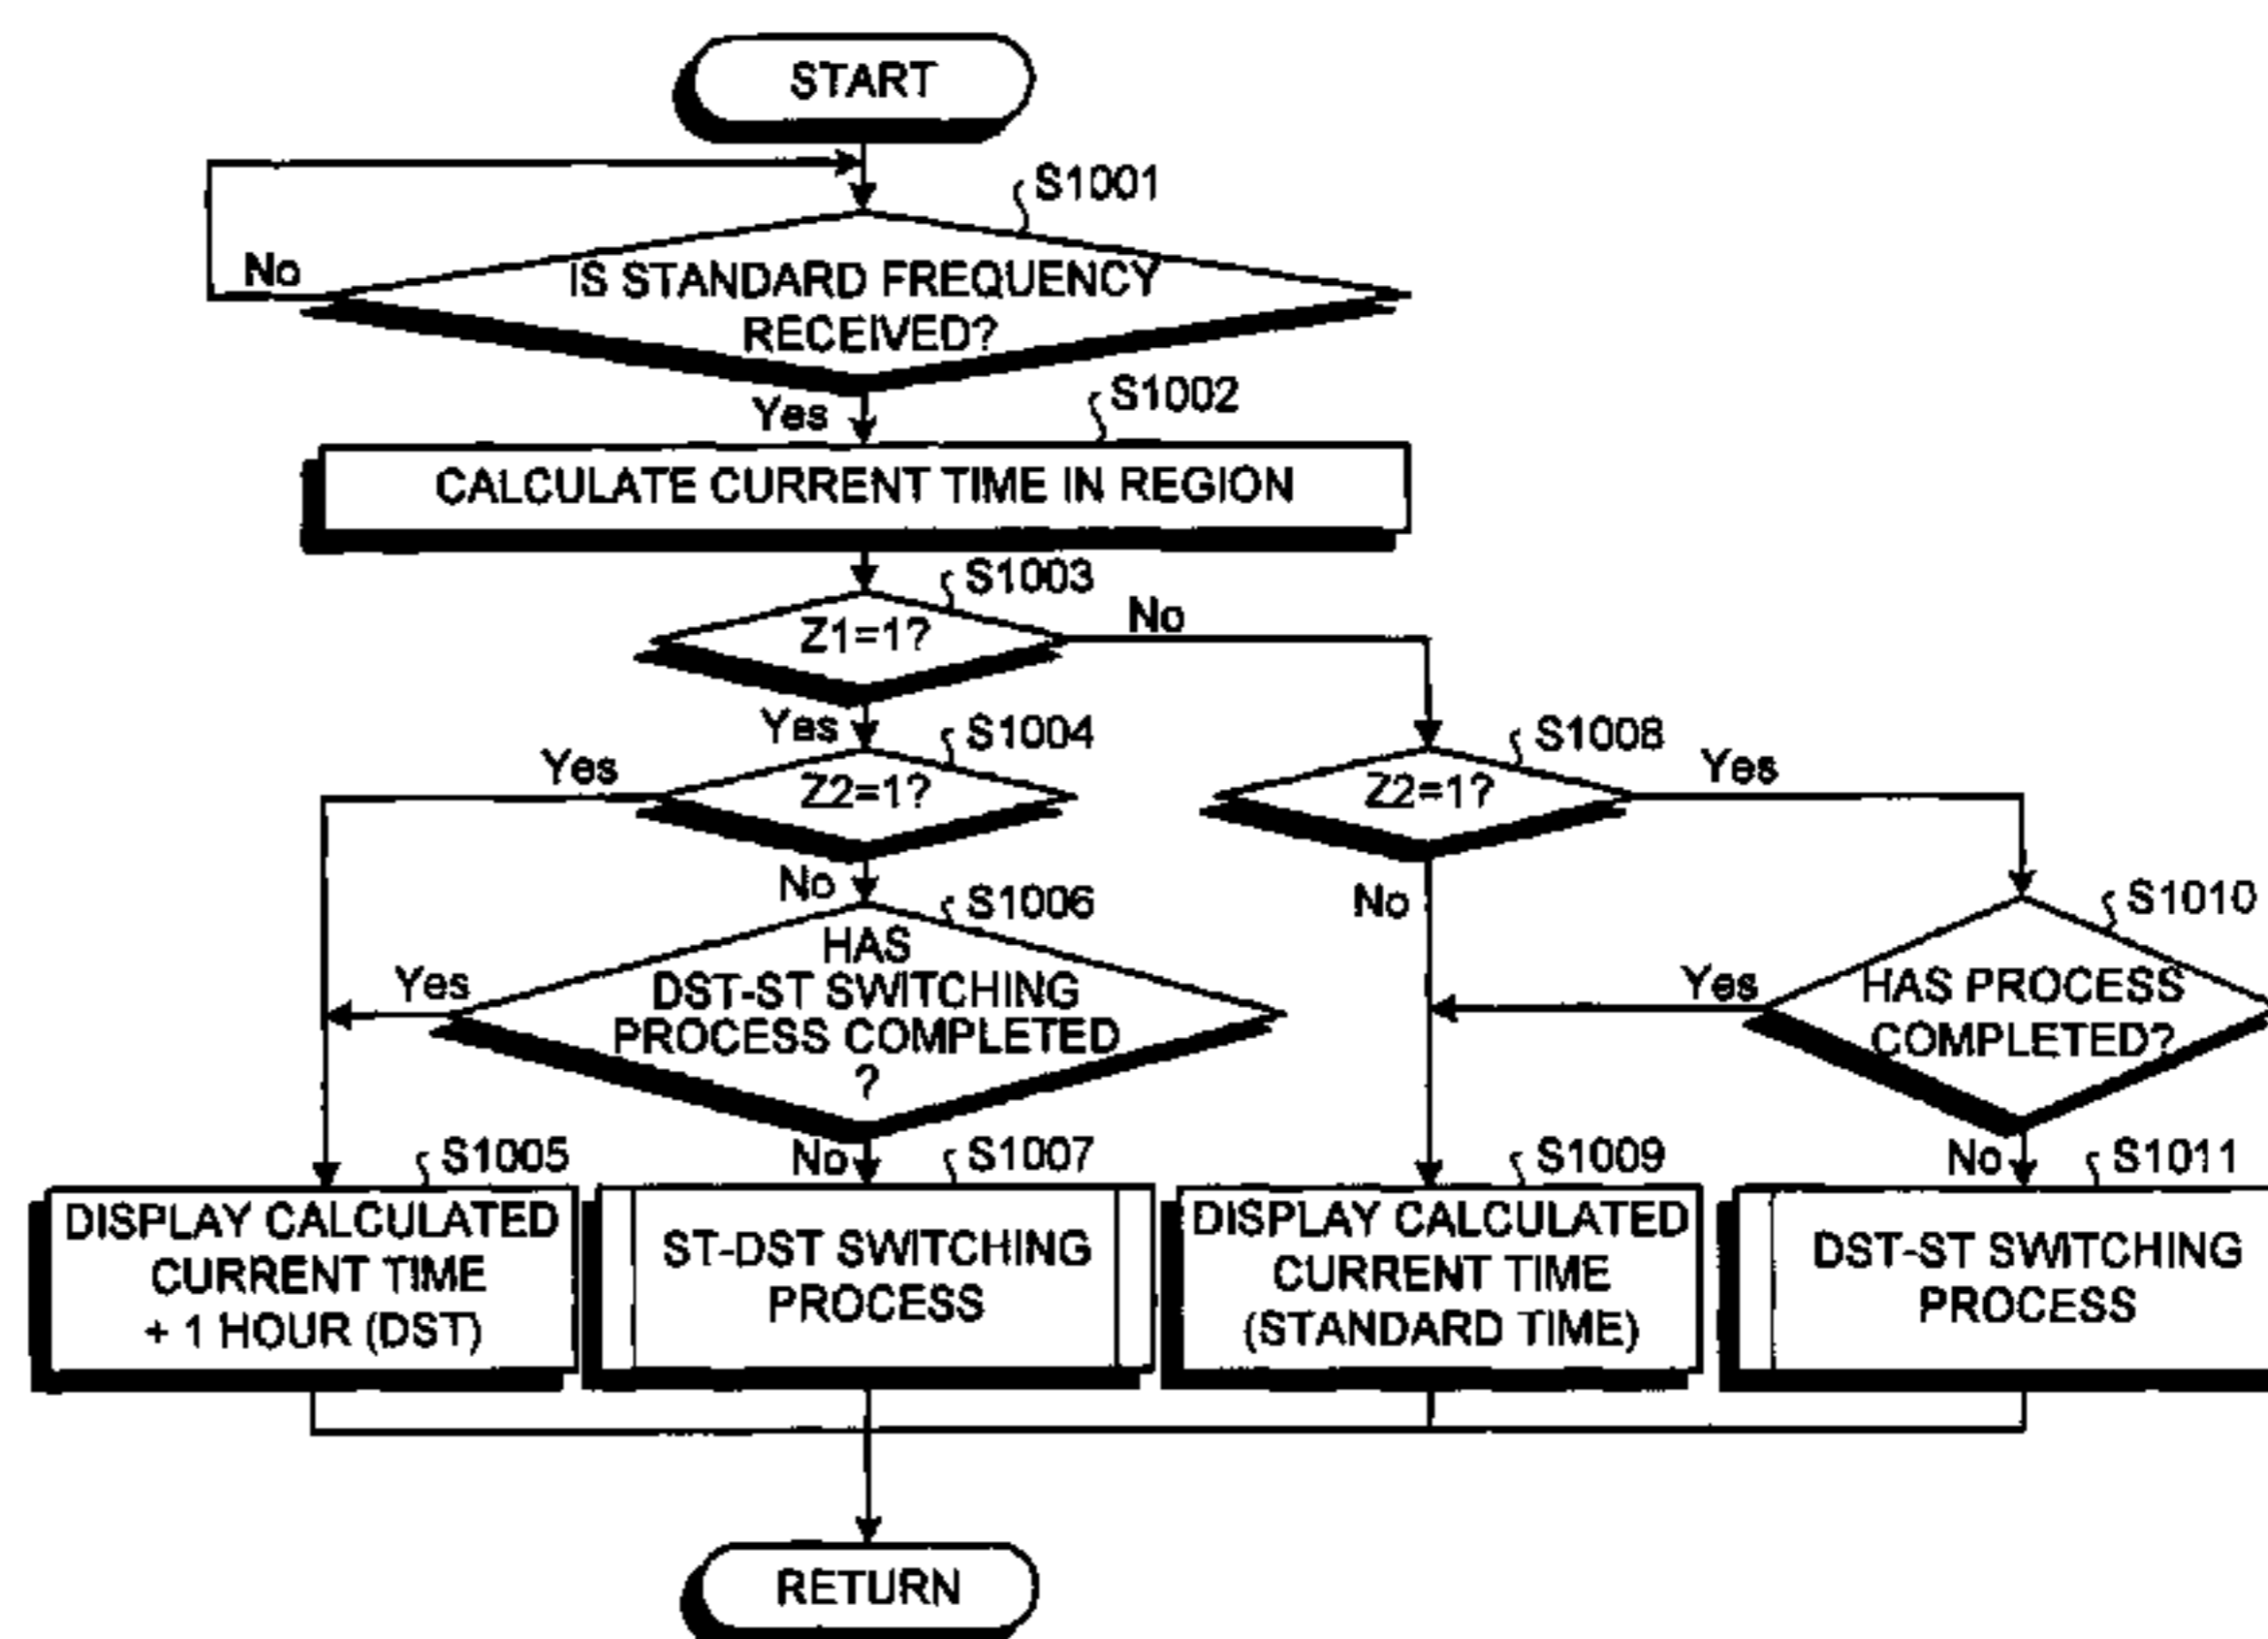 START
S1001
No
IS STANDARD FREQUENCY
RECEIVED?
Yes
S1002
CALCULATE CURRENT TIME IN REGION
S1003
Z1=1?
No
Yes
S1004
Yes
Z2=1?
S1008
Z2=1?
Yes
No
S1006
HAS
DST-ST SWITCHING
PROCESS COMPLETED
?
Yes
No
S1010
Yes
HAS PROCESS
COMPLETED?
S1005
DISPLAY CALCULATED
CURRENT TIME
+ 1 HOUR (DST)
No
S1007
ST-DST SWITCHING
PROCESS
S1009
DISPLAY CALCULATED
CURRENT TIME
(STANDARD TIME)
No
S1011
DST-ST SWITCHING
PROCESS
RETURN